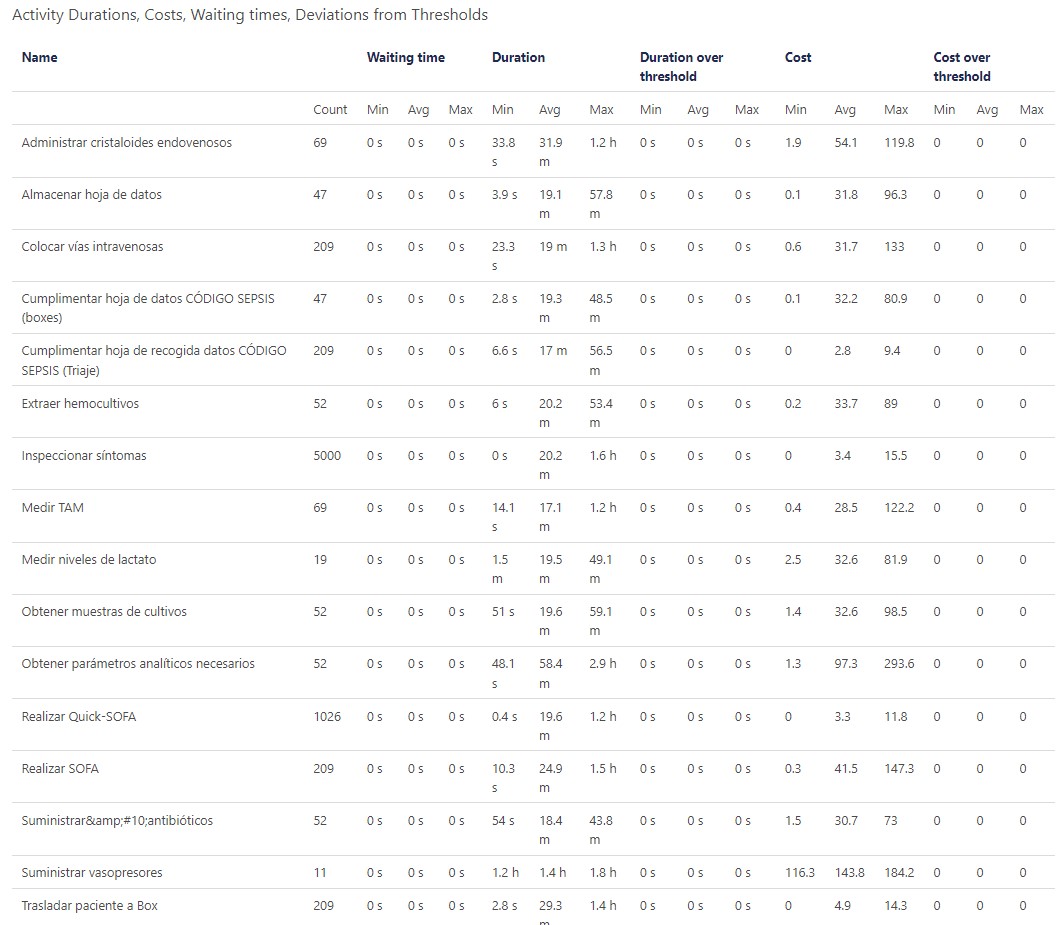 Activity Durations, Costs, Waiting times, Deviations from Thresholds
Name Waiting time Duration Duration over threshold Cost Cost over threshold
Count Min Avg Max Min Avg Max Min Avg Max Min Avg Max Min Avg Max
Administrar cristaloides endovenosos 69 0 s 0 s 0 s 33.8 s 31.9 m 1.2 h 0 s 0 s 0 s 1.9 54.1 119.8 0 0 0
Almacenar hoja de datos 47 0 s 0 s 0 s 3.9 s 19.1 m 57.8 m 0 s 0 s 0 s 0.1 31.8 96.3 0 0 0
Colocar vías intravenosas 209 0 s 0 s 0 s 23.3 s 19 m 1.3 h 0 s 0 s 0 s 0.6 31.7 133 0 0 0
Cumplimentar hoja de datos CÓDIGO SEPSIS (boxes) 47 0 s 0 s 0 s 2.8 s 19.3 m 48.5 m 0 s 0 s 0 s 0.1 32.2 80.9 0 0 0
Cumplimentar hoja de recogida datos CÓDIGO SEPSIS (Triaje) 209 0 s 0 s 0 s 6.6 s 17 m 56.5 m 0 s 0 s 0 s 0 2.8 9.4 0 0 0
Extraer hemocultivos 52 0 s 0 s 0 s 6 s 20.2 m 53.4 m 0 s 0 s 0 s 0.2 33.7 89 0 0 0
Inspeccionar síntomas 5000 0 s 0 s 0 s 0 s 20.2 m 1.6 h 0 s 0 s 0 s 0 3.4 15.5 0 0 0
Medir TAM 69 0 s 0 s 0 s 14.1 s 17.1 m 1.2 h 0 s 0 s 0 s 0.4 28.5 122.2 0 0 0
Medir niveles de lactato 19 0 s 0 s 0 s 1.5 m 19.5 m 49.1 m 0 s 0 s 0 s 2.5 32.6 81.9 0 0 0
Obtener muestras de cultivos 52 0 s 0 s 0 s 51 s 19.6 m 59.1 m 0 s 0 s 0 s 1.4 32.6 98.5 0 0 0
Obtener parámetros analíticos necesarios 52 0 s 0 s 0 s 48.1 s 58.4 m 2.9 h 0 s 0 s 0 s 1.3 97.3 293.6 0 0 0
Realizar Quick-SOFA 1026 0 s 0 s 0 s 0.4 s 19.6 m 1.2 h 0 s 0 s 0 s 0 3.3 11.8 0 0 0
Realizar SOFA 209 0 s 0 s 0 s 10.3 s 24.9 m 1.5 h 0 s 0 s 0 s 0.3 41.5 147.3 0 0 0
Suministrar&amp;#10;antibióticos 52 0 s 0 s 0 s 54 s 18.4 m 43.8 m 0 s 0 s 0 s 1.5 30.7 73 0 0 0
Suministrar vasopresores 11 0 s 0 s 0 s 1.2 h 1.4 h 1.8 h 0 s 0 s 0 s 116.3 143.8 184.2 0 0 0
Trasladar paciente a Box 209 0 s 0 s 0 s 2.8 s 29.3 m 1.4 h 0 s 0 s 0 s 0 4.9 14.3 0 0 0